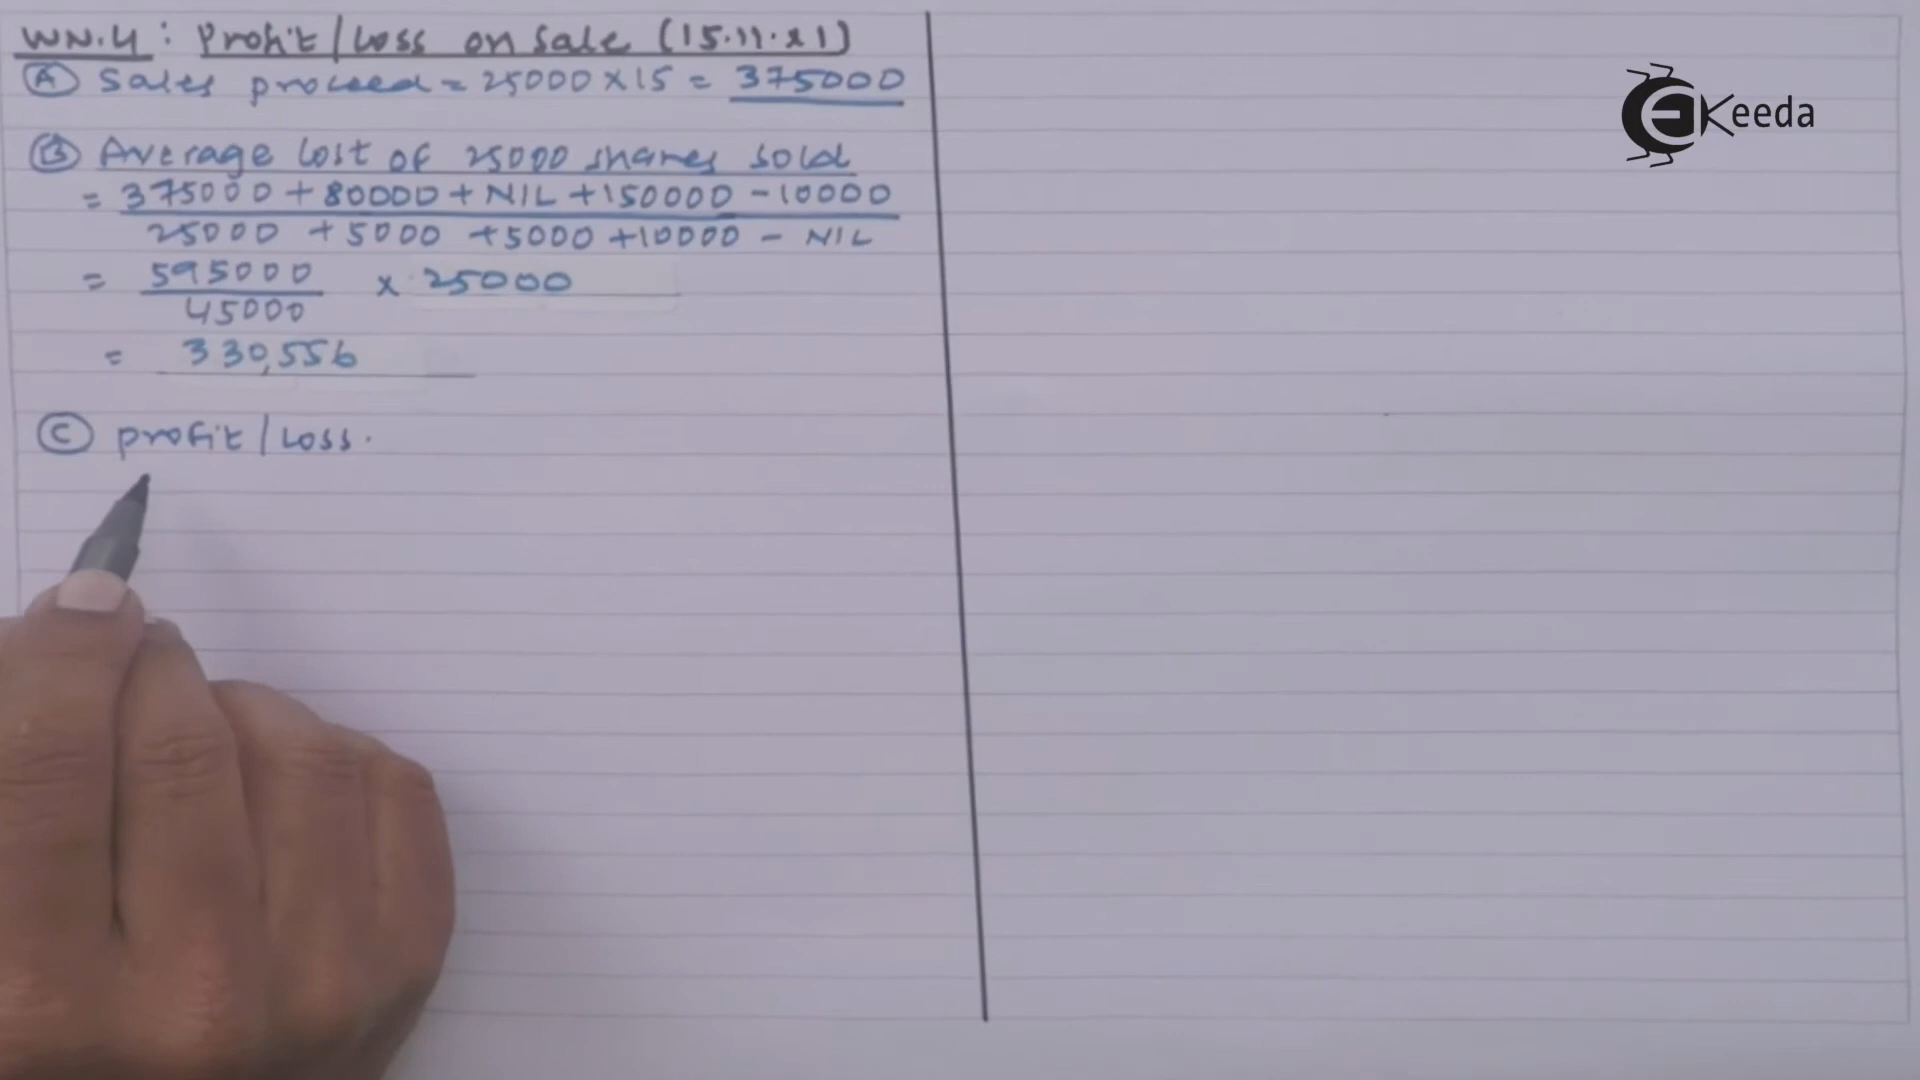 WN.4 : Profit/Loss on Sale (15.11.x1)
A Sales proceed = 25000 x 15 = 375000
B Average Cost of 25000 shares sold
= 375000 + 80000 + NIL + 150000 - 10000
25000 + 5000 + 5000 + 10000 - NIL
= 595000 x 25000
45000
= 330,556
C profit / Loss.
EKeeda